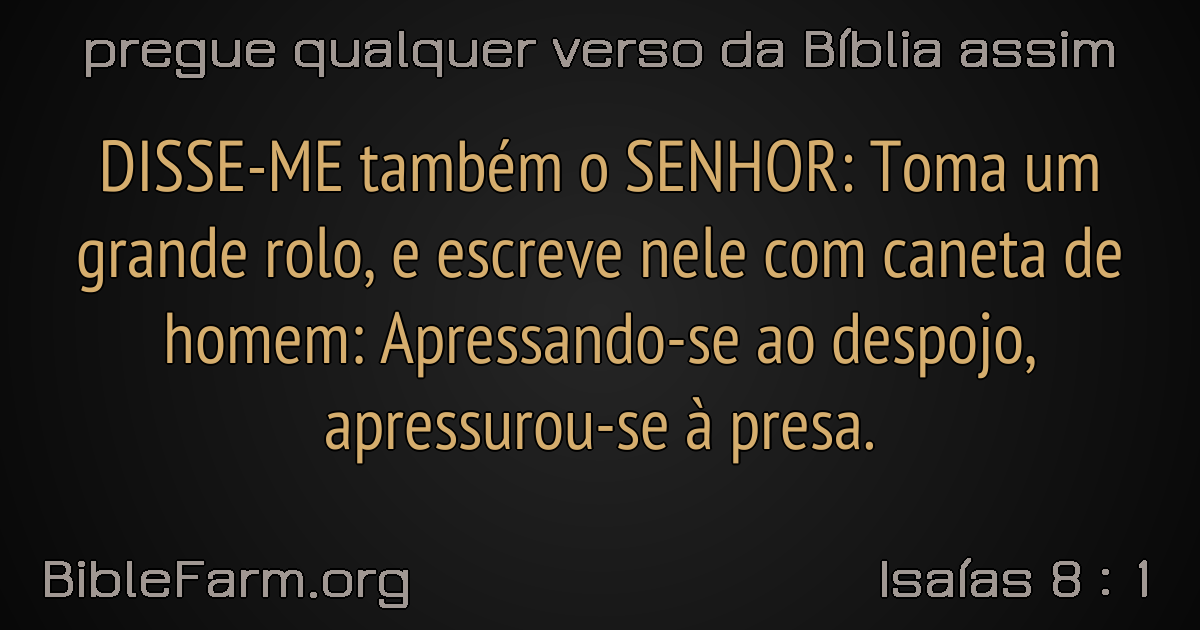 pregue qualquer verso da Bíblia assim
DISSE-ME também o SENHOR: Toma um
grande rolo, e escreve nele com caneta de
homem: Apressando-se ao despojo,
apressurou-se à presa.
BibleFarm.org
Isaías 8 : 1